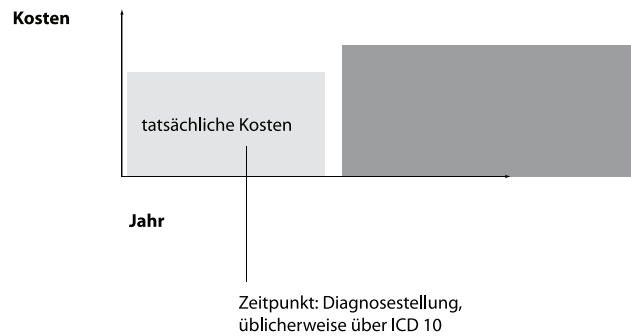 Kosten
tatsächliche Kosten
Jahr
Zeitpunkt: Diagnosestellung,
üblicherweise über ICD 10